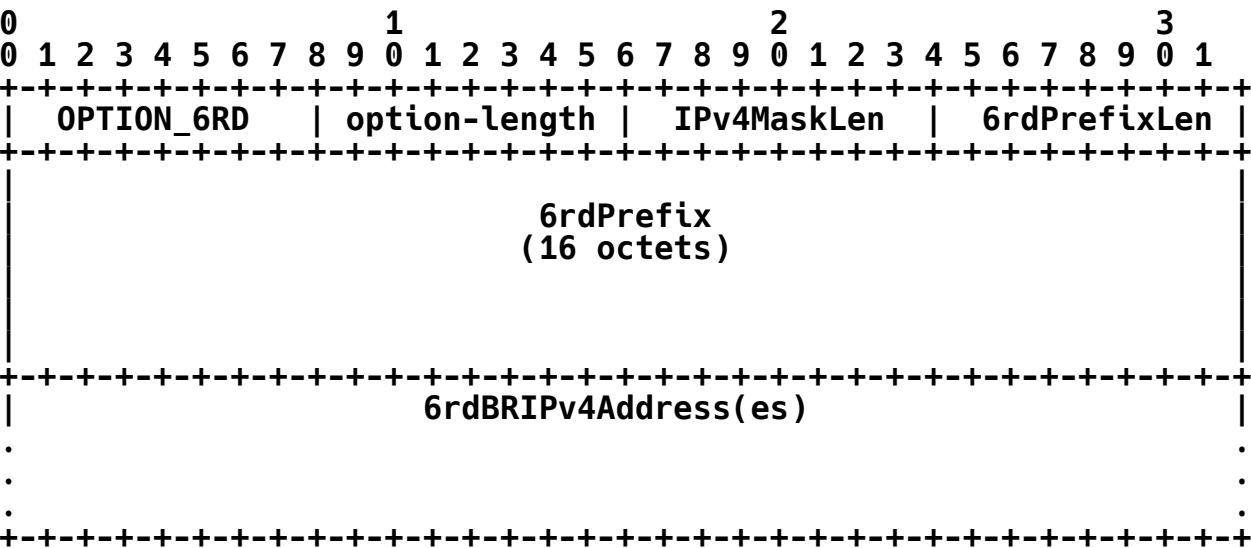 0                   1                   2                   3
0 1 2 3 4 5 6 7 8 9 0 1 2 3 4 5 6 7 8 9 0 1 2 3 4 5 6 7 8 9 0 1
+-+-+-+-+-+-+-+-+-+-+-+-+-+-+-+-+-+-+-+-+-+-+-+-+-+-+-+-+-+-+-+-+
|  OPTION_6RD   | option-length |  IPv4MaskLen  |  6rdPrefixLen |
+-+-+-+-+-+-+-+-+-+-+-+-+-+-+-+-+-+-+-+-+-+-+-+-+-+-+-+-+-+-+-+-+
|                                                               |
|                           6rdPrefix                           |
|                          (16 octets)                          |
|                                                               |
|                                                               |
|                                                               |
+-+-+-+-+-+-+-+-+-+-+-+-+-+-+-+-+-+-+-+-+-+-+-+-+-+-+-+-+-+-+-+-+
|                     6rdBRIPv4Address(es)                      |
.                                                               .
.                                                               .
.                                                               .
+-+-+-+-+-+-+-+-+-+-+-+-+-+-+-+-+-+-+-+-+-+-+-+-+-+-+-+-+-+-+-+-+